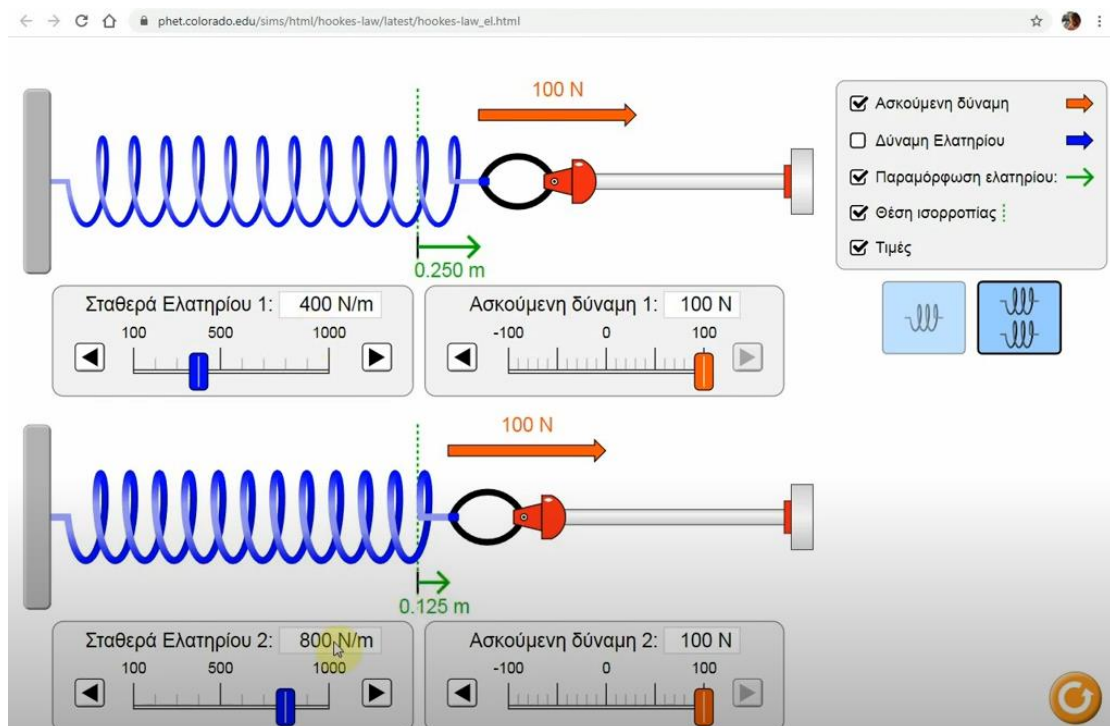 phet.colorado.edu/sims/html/hookes-law/latest/hookes-law_el.html
100 N
0.250 m
Σταθερά Ελατηρίου 1: 400 N/m
100 500 1000
Ασκούμενη δύναμη 1: 100 N
-100 0 100
Ασκούμενη δύναμη
Δύναμη Ελατηρίου
Παραμόρφωση ελατηρίου:
Θέση ισορροπίας
Τιμές
100 N
0.125 m
Σταθερά Ελατηρίου 2: 800 N/m
100 500 1000
Ασκούμενη δύναμη 2: 100 N
-100 0 100